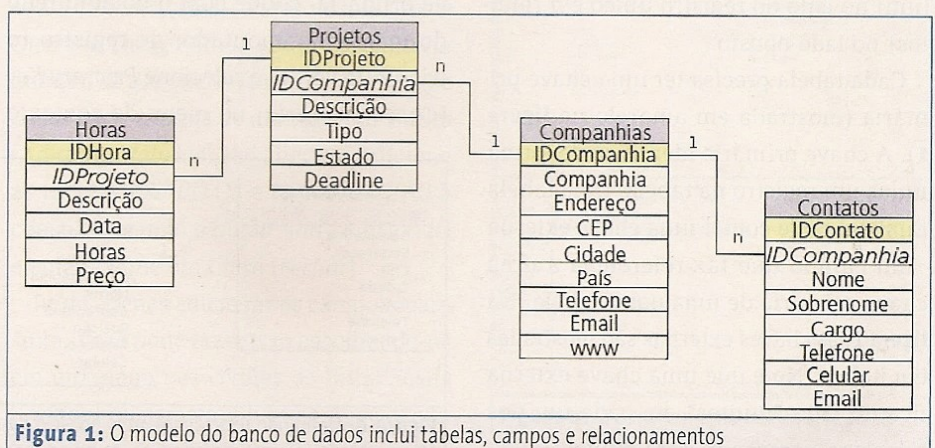 Projetos
IDProjeto
IDCompanhia
Descrição
Tipo
Estado
Deadline
1
n
Horas
IDHora
IDProjeto
Descrição
Data
Horas
Preço
n
1
Companhias
IDCompanhia
Companhia
Endereço
CEP
Cidade
País
Telefone
Email
www
1
n
Contatos
IDContato
IDCompanhia
Nome
Sobrenome
Cargo
Telefone
Celular
Email
Figura 1: O modelo do banco de dados inclui tabelas, campos e relacionamentos